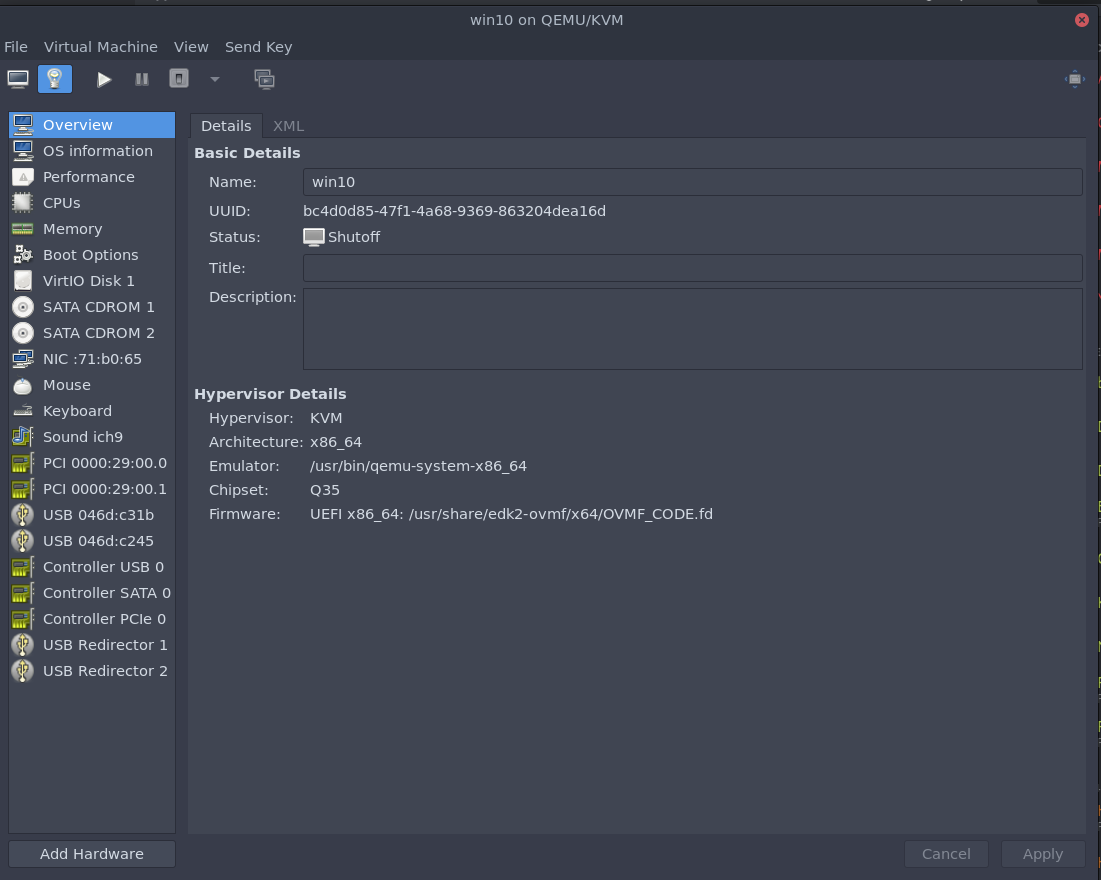 win10 on QEMU/KVM
File Virtual Machine View Send Key
Overview
OS information
Performance
CPUs
Memory
Boot Options
VirtIO Disk 1
SATA CDROM 1
SATA CDROM 2
NIC :71:b0:65
Mouse
Keyboard
Sound ich9
PCI 0000:29:00.0
PCI 0000:29:00.1
USB 046d:c31b
USB 046d:c245
Controller USB 0
Controller SATA 0
Controller PCIe 0
USB Redirector 1
USB Redirector 2
Add Hardware
Details XML
Basic Details
Name: win10
UUID: bc4d0d85-47f1-4a68-9369-863204dea16d
Status: Shutoff
Title:
Description:
Hypervisor Details
Hypervisor: KVM
Architecture: x86_64
Emulator: /usr/bin/qemu-system-x86_64
Chipset: Q35
Firmware: UEFI x86_64: /usr/share/edk2-ovmf/x64/OVMF_CODE.fd
Cancel Apply